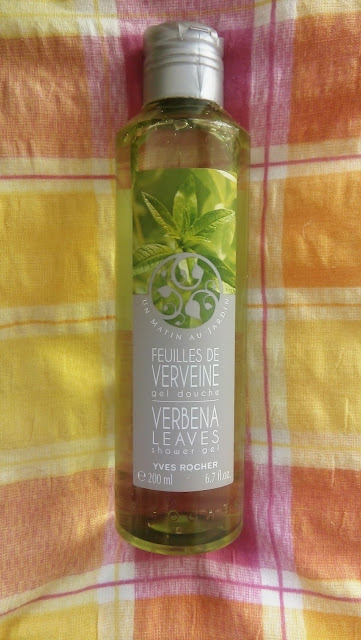 UN MATIN AU JARDIN
FEUILLES DE
VERVEINE
gel douche
VERBENA
LEAVES
shower gel
YVES ROCHER
℮ 200 ml 6.7 fl.oz